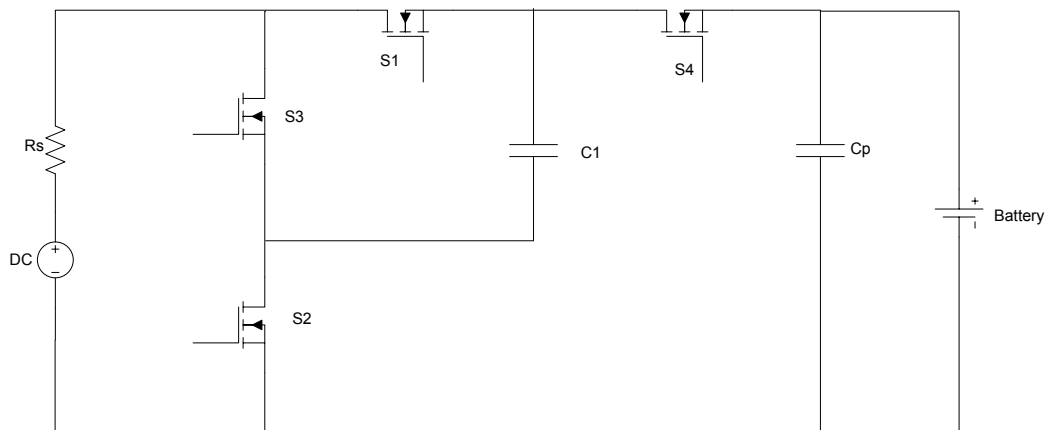 S1
S4
S3
Rs
C1
Cp
+
Battery
-
DC
+
-
S2